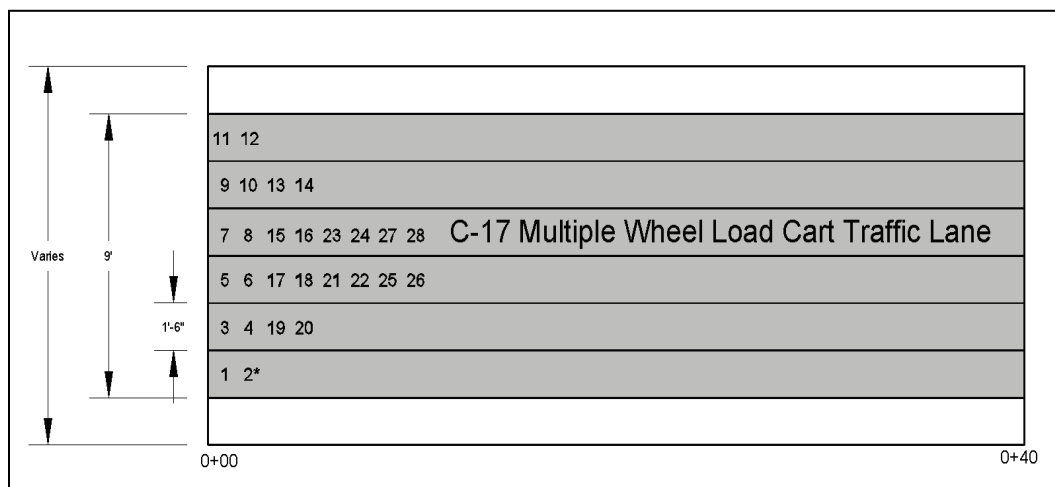 11 12
9 10 13 14
7 8 15 16 23 24 27 28 C-17 Multiple Wheel Load Cart Traffic Lane
Varies
9'
5 6 17 18 21 22 25 26
1'-6"
3 4 19 20
1 2*
0+00
0+40